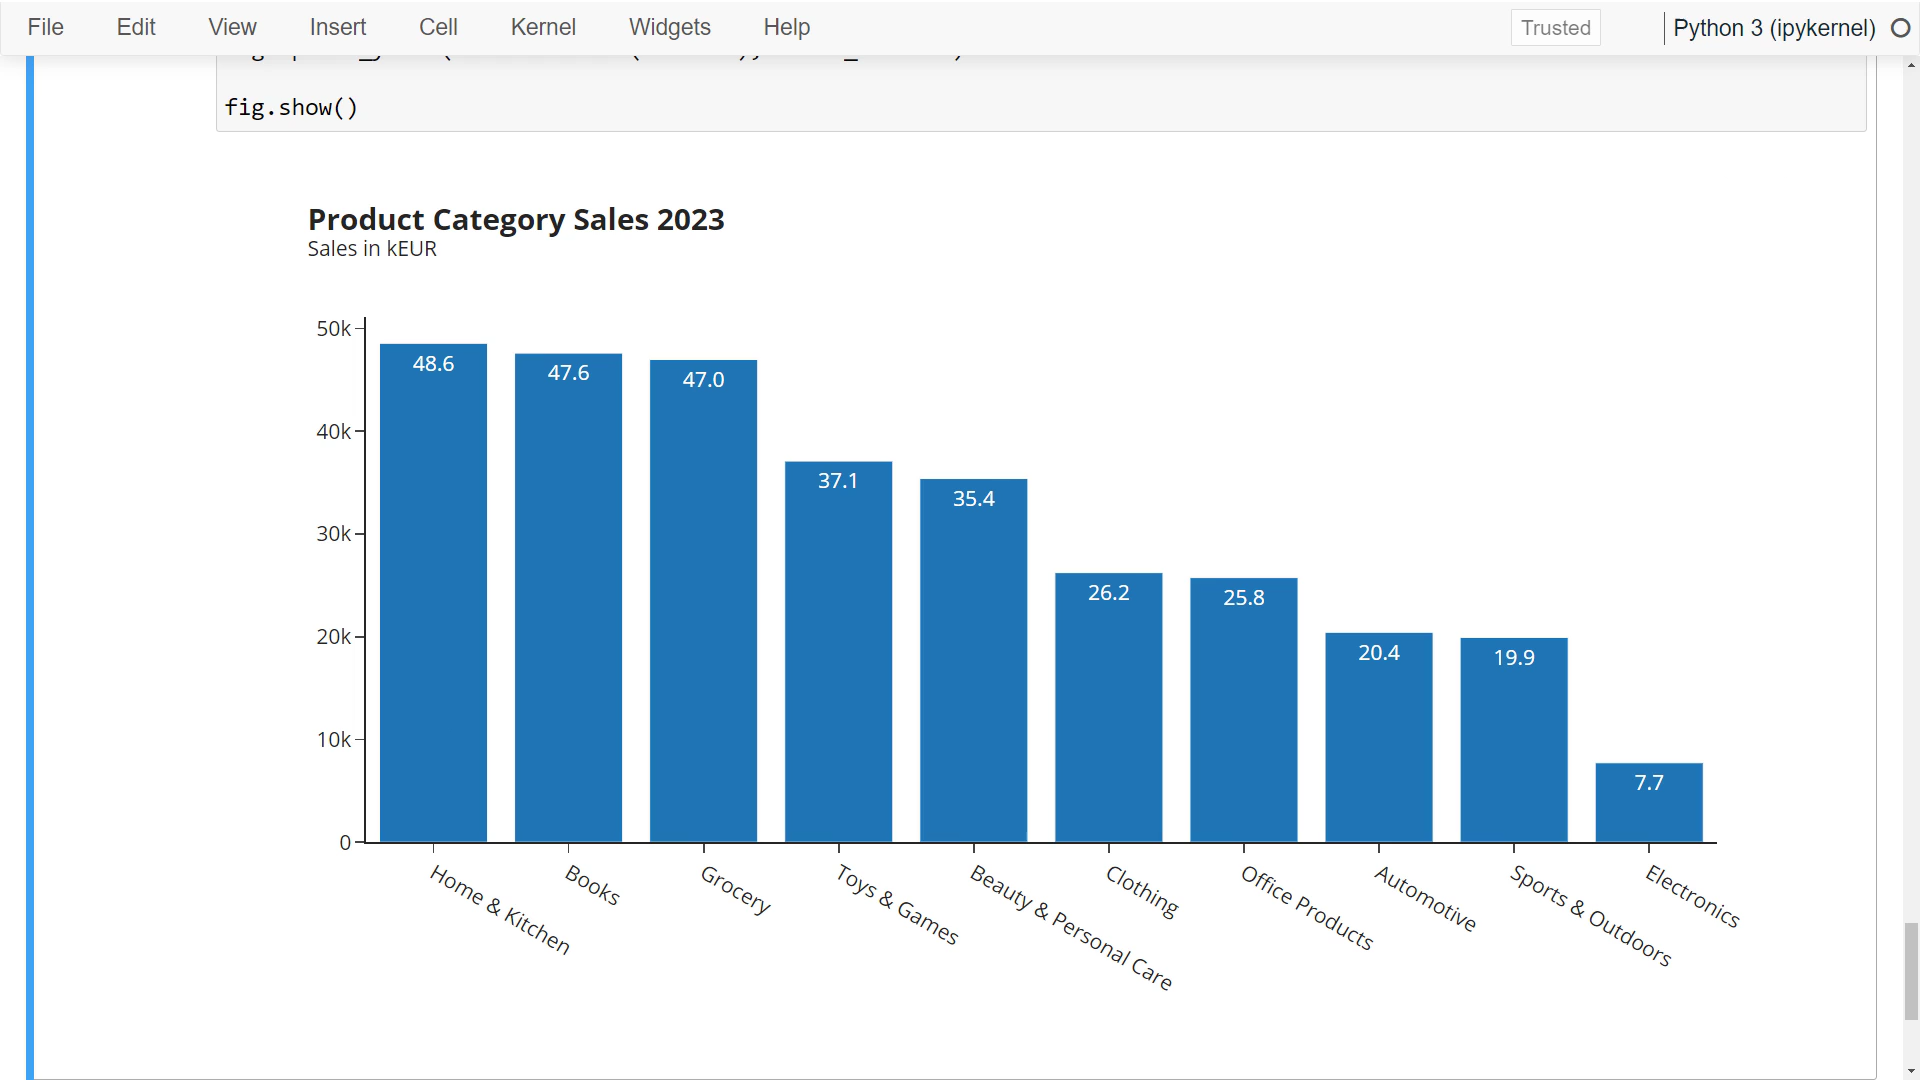 File Edit View Insert Cell Kernel Widgets Help Trusted Python 3 (ipykernel)
fig.show()
Product Category Sales 2023
Sales in kEUR
50k
40k
30k
20k
10k
0
48.6
47.6
47.0
37.1
35.4
26.2
25.8
20.4
19.9
7.7
Home & Kitchen
Books
Grocery
Toys & Games
Beauty & Personal Care
Clothing
Office Products
Automotive
Sports & Outdoors
Electronics